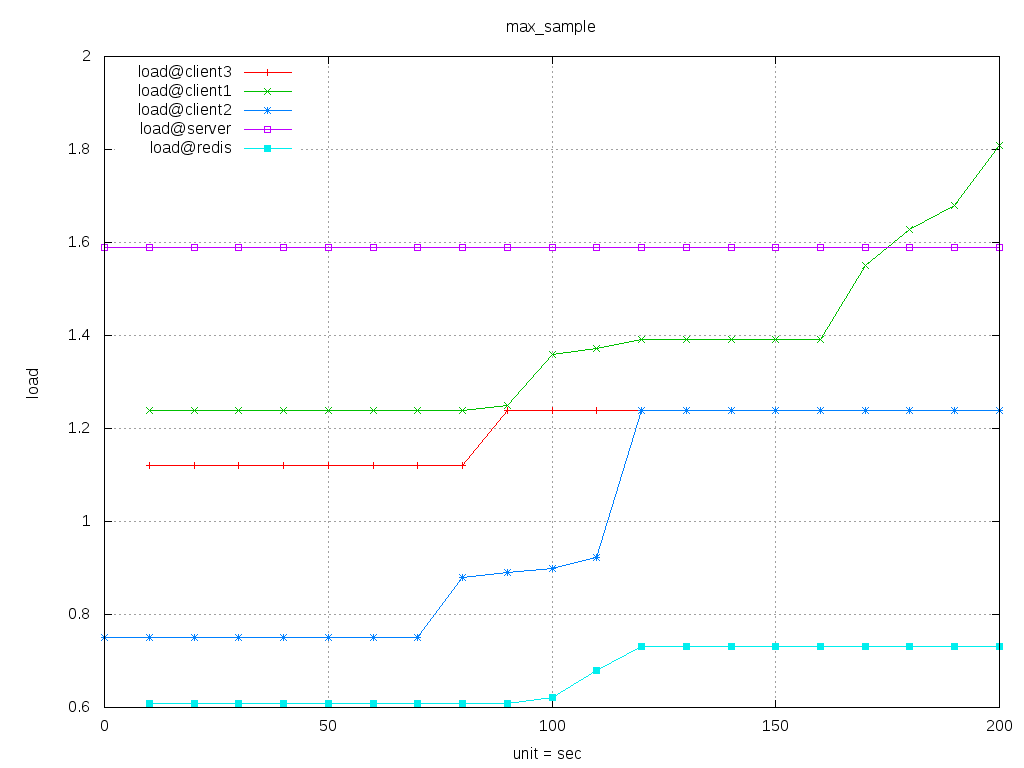 max_sample
load@client3
load@client1
load@client2
load@server
load@redis
2
1.8
1.6
1.4
1.2
1
0.8
0.6
load
0 50 100 150 200
unit = sec